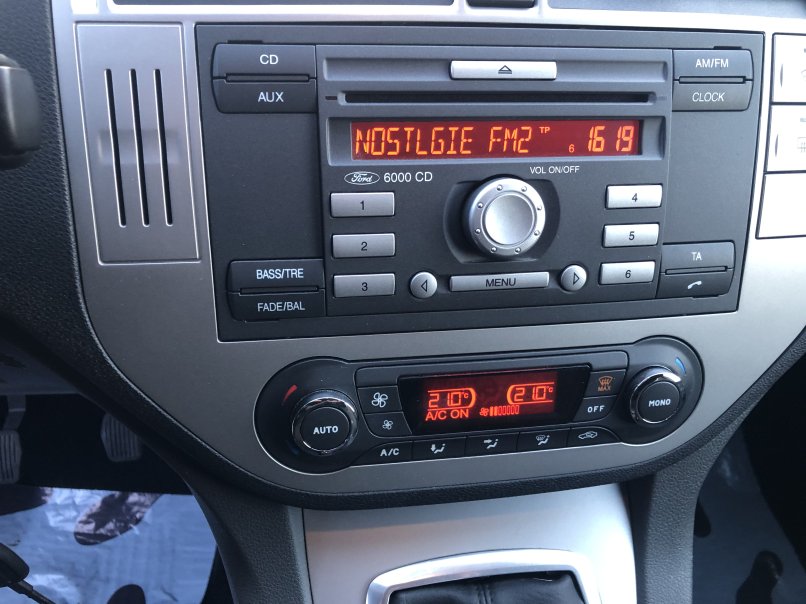 CD
AUX
AM/FM
CLOCK
NOSTLGIE FM2 TP 6 16 19
Ford 6000 CD
VOL ON/OFF
1
2
3
4
5
6
BASS/TRE
FADE/BAL
MENU
TA
21.0°C 21.0°C
A/C ON
AUTO
A/C
MAX
OFF
MONO